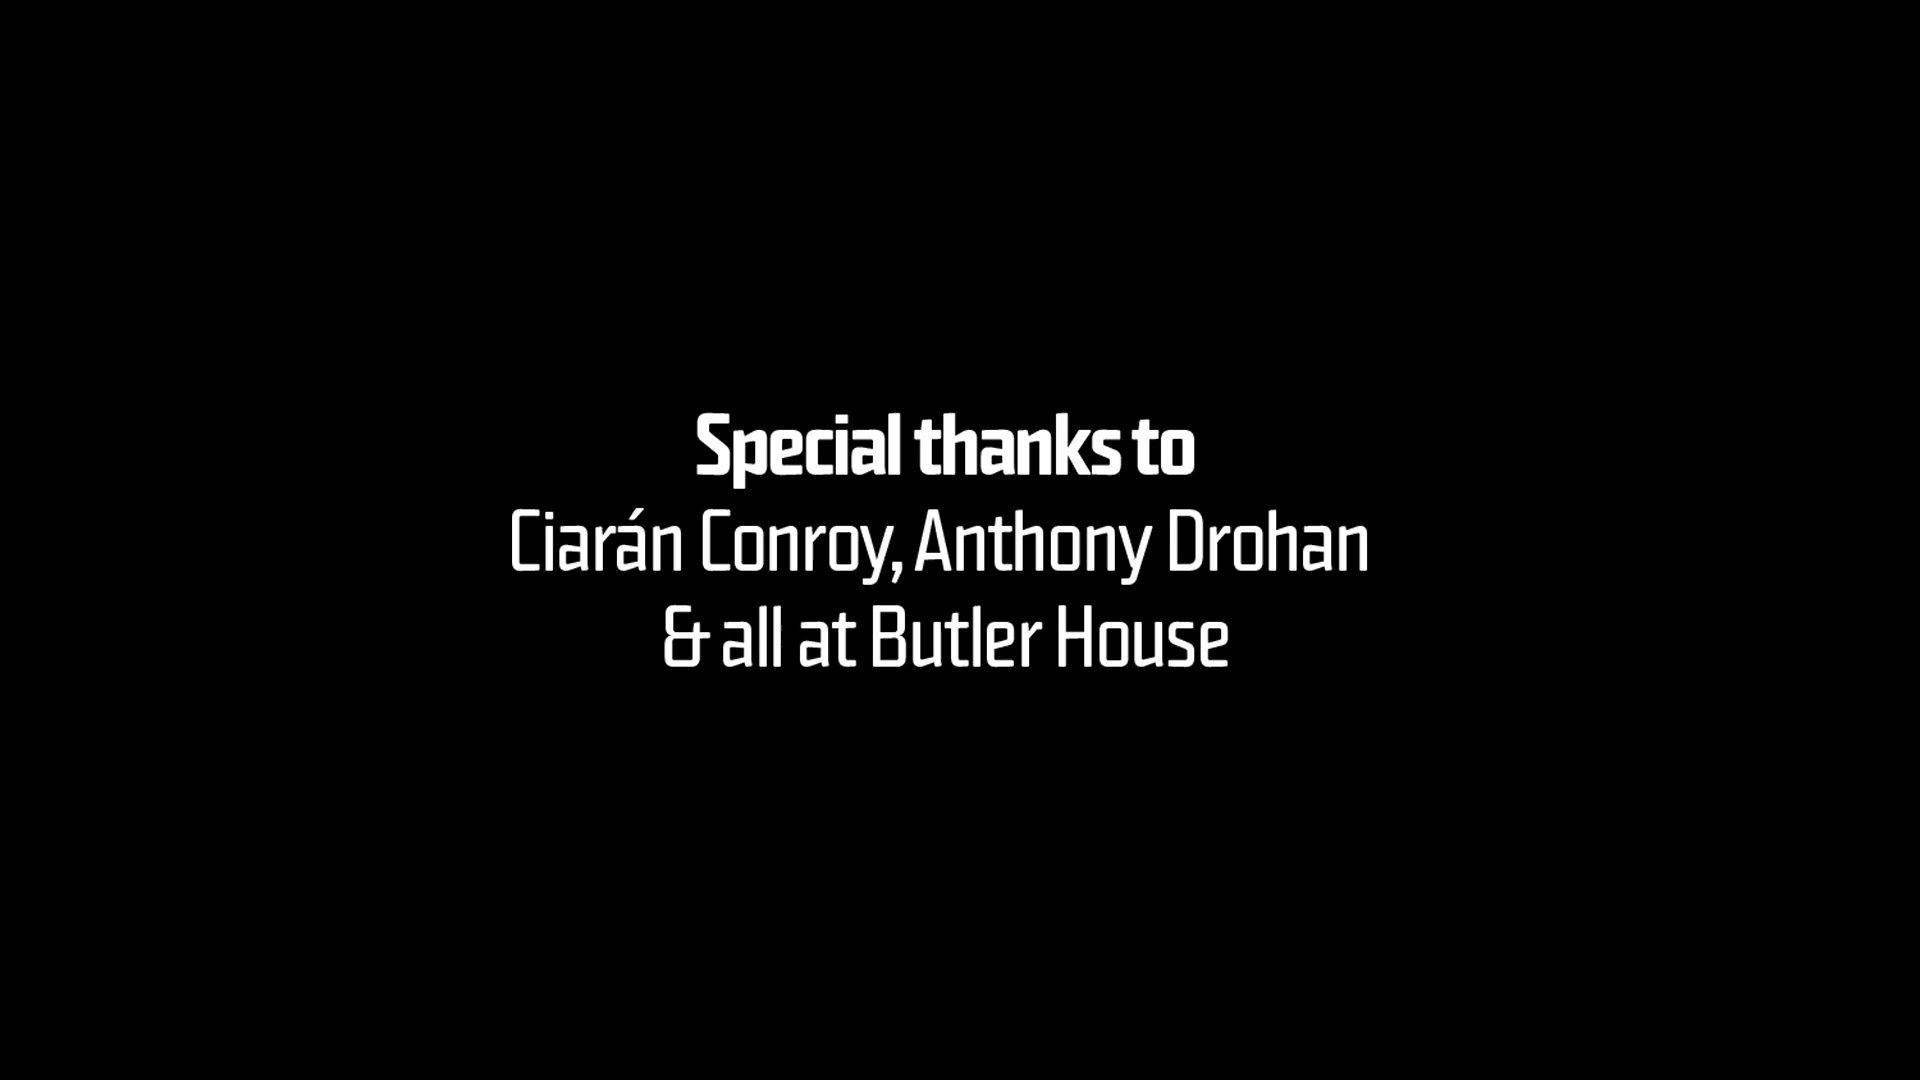 Special thanks to
Ciarán Conroy, Anthony Drohan
& all at Butler House